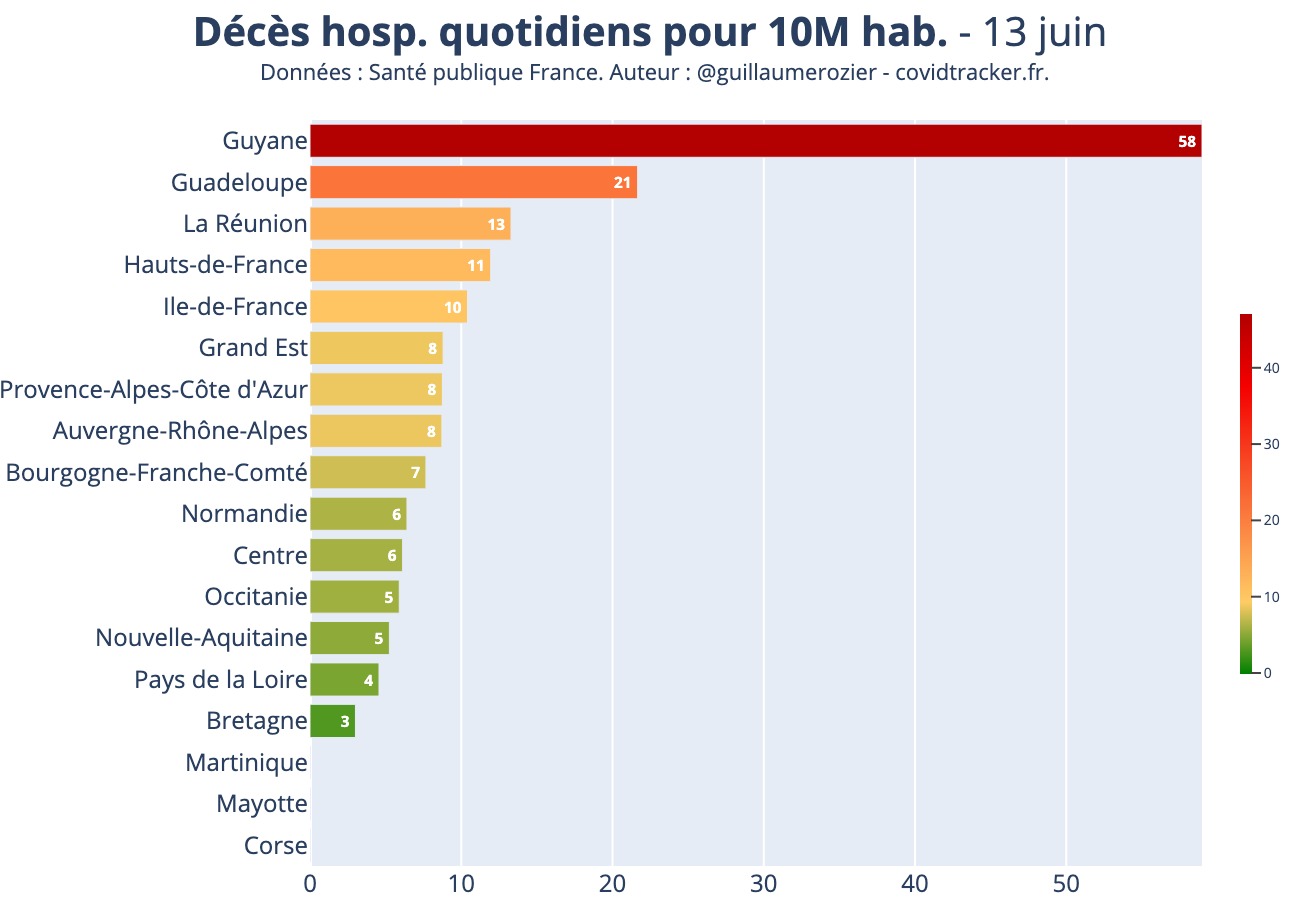 Décès hosp. quotidiens pour 10M hab. - 13 juin
Données : Santé publique France. Auteur : @guillaumerozier - covidtracker.fr.
Guyane 58
Guadeloupe 21
La Réunion 13
Hauts-de-France 11
Ile-de-France 10
Grand Est 8
Provence-Alpes-Côte d'Azur 8
Auvergne-Rhône-Alpes 8
Bourgogne-Franche-Comté 7
Normandie 6
Centre 6
Occitanie 5
Nouvelle-Aquitaine 5
Pays de la Loire 4
Bretagne 3
Martinique
Mayotte
Corse
0 10 20 30 40 50
40
30
20
10
0